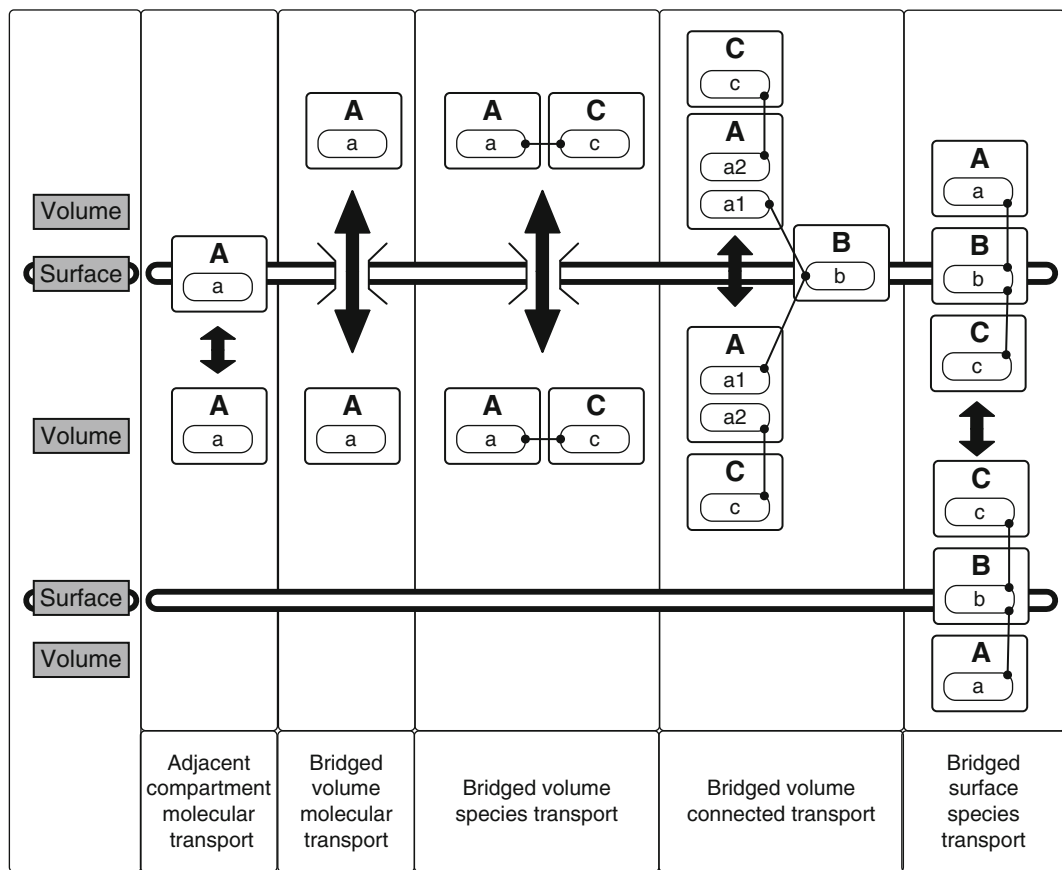 Volume
Surface
Volume
Surface
Volume
A
a
A
a
Adjacent
compartment
molecular
transport
A
a
A
a
Bridged
volume
molecular
transport
A
a
C
c
A
a
C
c
Bridged volume
species transport
C
c
A
a2
a1
B
b
A
a1
a2
C
c
Bridged volume
connected transport
A
a
B
b
C
c
C
c
B
b
A
a
Bridged
surface
species
transport